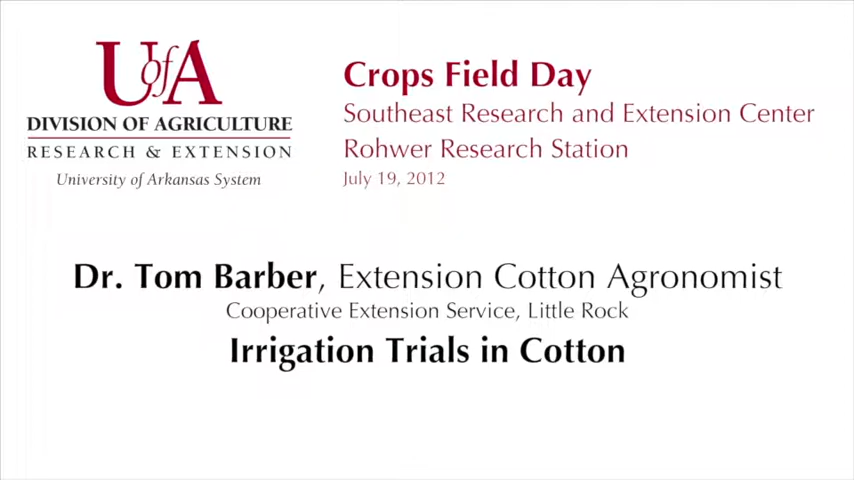 UofA
DIVISION OF AGRICULTURE
RESEARCH & EXTENSION
University of Arkansas System
Crops Field Day
Southeast Research and Extension Center
Rohwer Research Station
July 19, 2012
Dr. Tom Barber, Extension Cotton Agronomist
Cooperative Extension Service, Little Rock
Irrigation Trials in Cotton